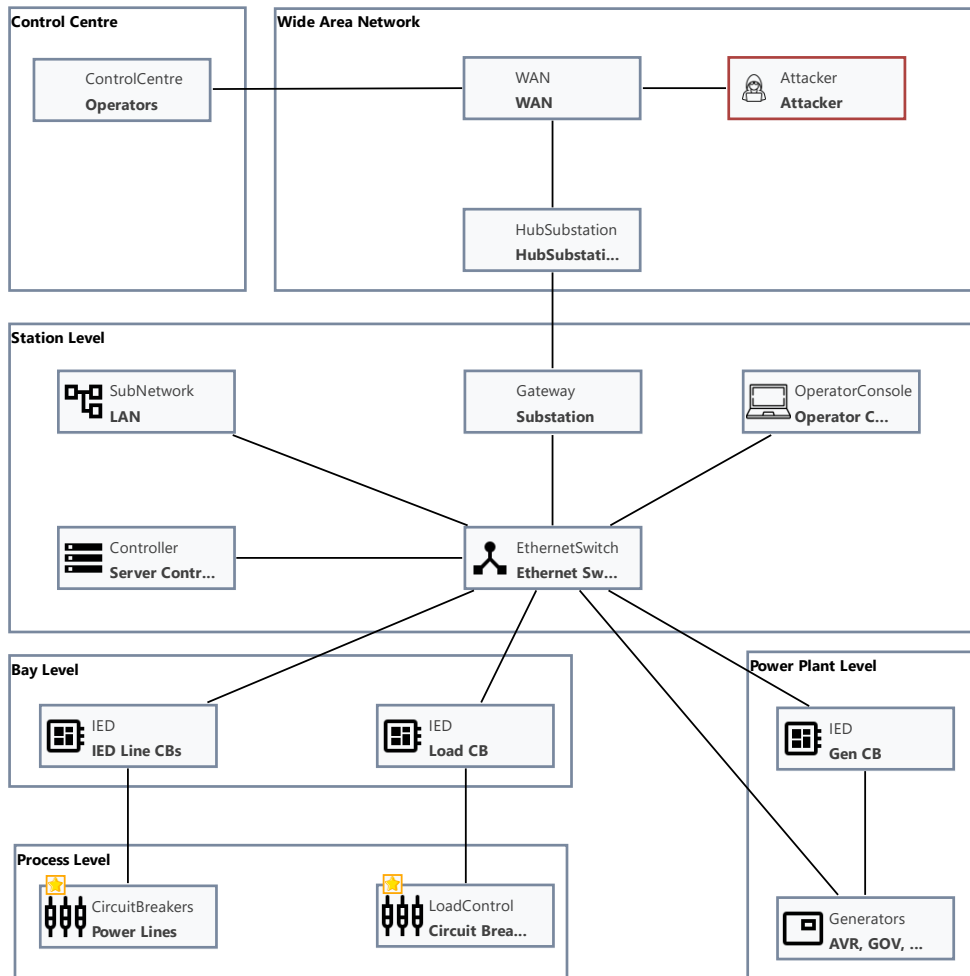 Control Centre
ControlCentre
Operators
Wide Area Network
WAN
WAN
Attacker
Attacker
HubSubstation
HubSubstati...
Station Level
SubNetwork
LAN
Gateway
Substation
OperatorConsole
Operator C...
Controller
Server Contr...
EthernetSwitch
Ethernet Sw...
Bay Level
IED
IED Line CBs
IED
Load CB
Power Plant Level
IED
Gen CB
Process Level
CircuitBreakers
Power Lines
LoadControl
Circuit Brea...
Generators
AVR, GOV, ...